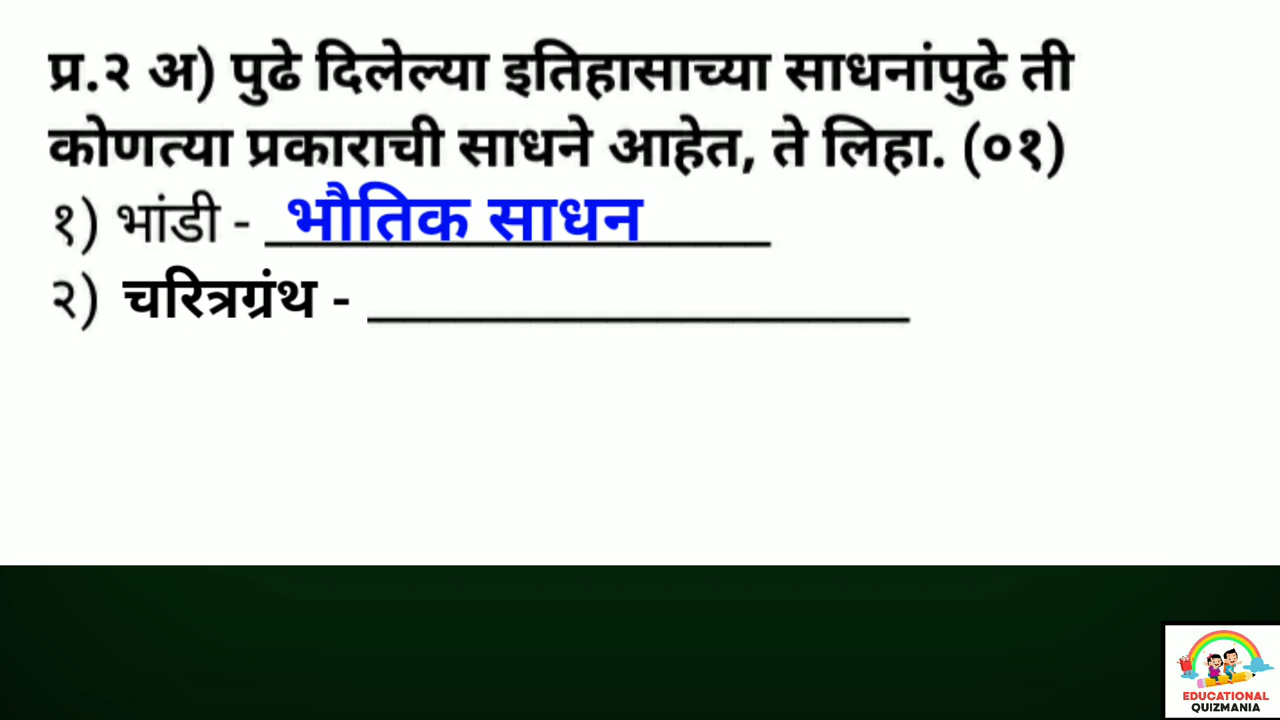 प्र.२ अ) पुढे दिलेल्या इतिहासाच्या साधनांपुढे ती
कोणत्या प्रकाराची साधने आहेत, ते लिहा. (०१)
१) भांडी - भौतिक साधन
२) चरित्रग्रंथ - 
EDUCATIONAL
QUIZMANIA